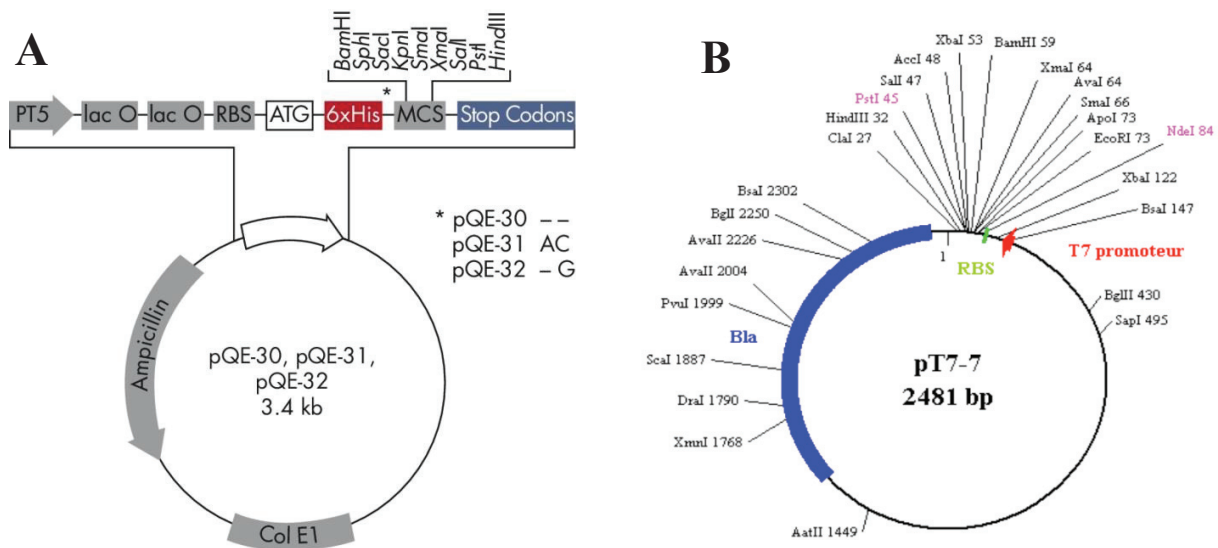 A
BamHI
SphI
SacI
KpnI
SmaI
XmaI
SalI
PstI
HindIII
*
PT5
lac O
lac O
RBS
ATG
6xHis
MCS
Stop Codons
* pQE-30 – –
pQE-31 AC
pQE-32 – G
Ampicillin
pQE-30, pQE-31,
pQE-32
3.4 kb
Col E1
B
XbaI 53
BamHI 59
AccI 48
XmaI 64
SalI 47
AvaI 64
PstI 45
SmaI 66
HindIII 32
ApoI 73
ClaI 27
EcoRI 73
NdeI 84
XbaI 122
BsaI 147
BsaI 2302
BglI 2250
AvaII 2226
AvaII 2004
PvuI 1999
ScaI 1887
DraI 1790
XmnI 1768
AatII 1449
1
RBS
T7 promoteur
BglII 430
SapI 495
Bla
pT7-7
2481 bp